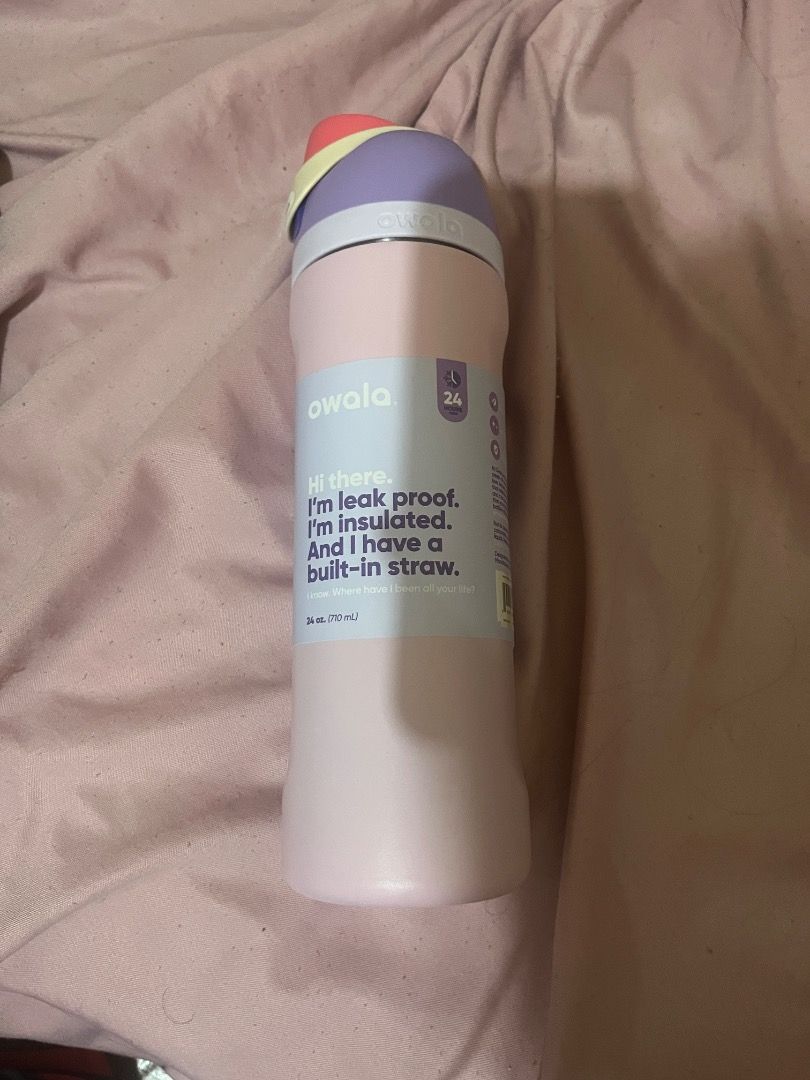 owala
owala
24
HOURS
Hi there.
I'm leak proof.
I'm insulated.
And I have a
built-in straw.
I know. Where have I been all your life?
24 oz. (710 mL)